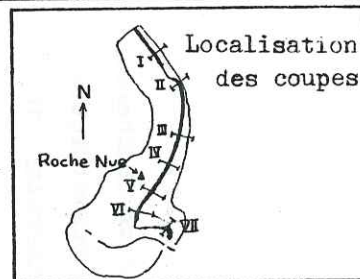 Localisation
des coupes
I
II
N
III
IV
Roche Nue
V
VI
VII